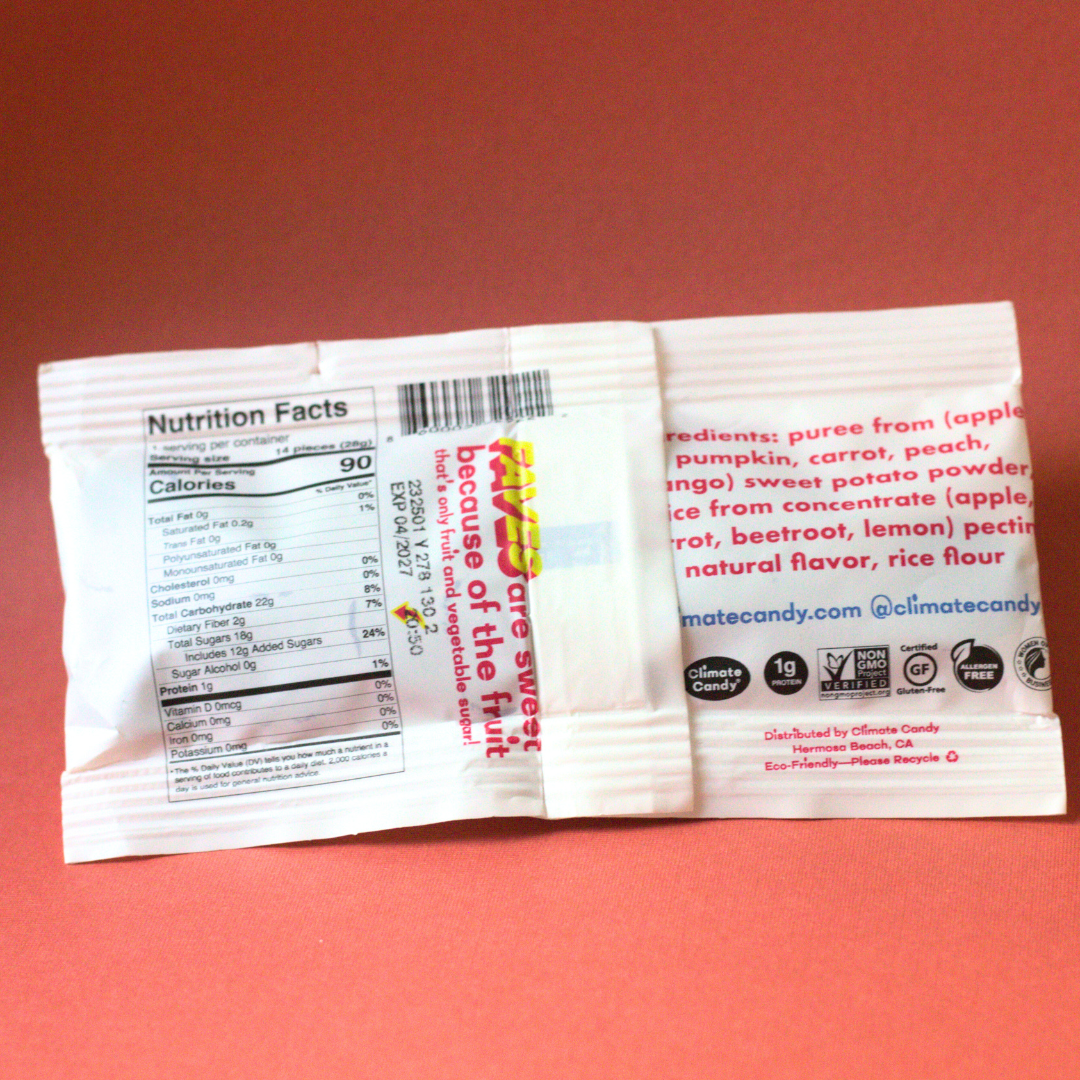 Nutrition Facts
1 serving per container
Serving size 14 pieces (28g)
Amount Per Serving
Calories 90
% Daily Value*
Total Fat 0g 0%
Saturated Fat 0.2g 1%
Trans Fat 0g
Polyunsaturated Fat 0g
Monounsaturated Fat 0g
Cholesterol 0mg 0%
Sodium 0mg 0%
Total Carbohydrate 22g 8%
Dietary Fiber 2g 7%
Total Sugars 18g
Includes 12g Added Sugars 24%
Sugar Alcohol 0g
Protein 1g 1%
Vitamin D 0mcg 0%
Calcium 0mg 0%
Iron 0mg 0%
Potassium 0mg 0%
*The % Daily Value (DV) tells you how much a nutrient in a
serving of food contributes to a daily diet. 2,000 calories a
day is used for general nutrition advice.
232501 Y 278 130 2
EXP 04/2027 20:50
FAVES are sweet
because of the fruit
that's only fruit and vegetable sugar!
redients: puree from (apple
pumpkin, carrot, peach,
ngo) sweet potato powder,
ice from concentrate (apple,
rot, beetroot, lemon) pectin
natural flavor, rice flour
matecandy.com @climatecandy
Climate
Candy
1g
PROTEIN
NON
GMO
Project
VERIFIED
nongmoproject.org
Certified
GF
Gluten-Free
ALLERGEN
FREE
WOMEN
Distributed by Climate Candy
Hermosa Beach, CA
Eco-Friendly—Please Recycle